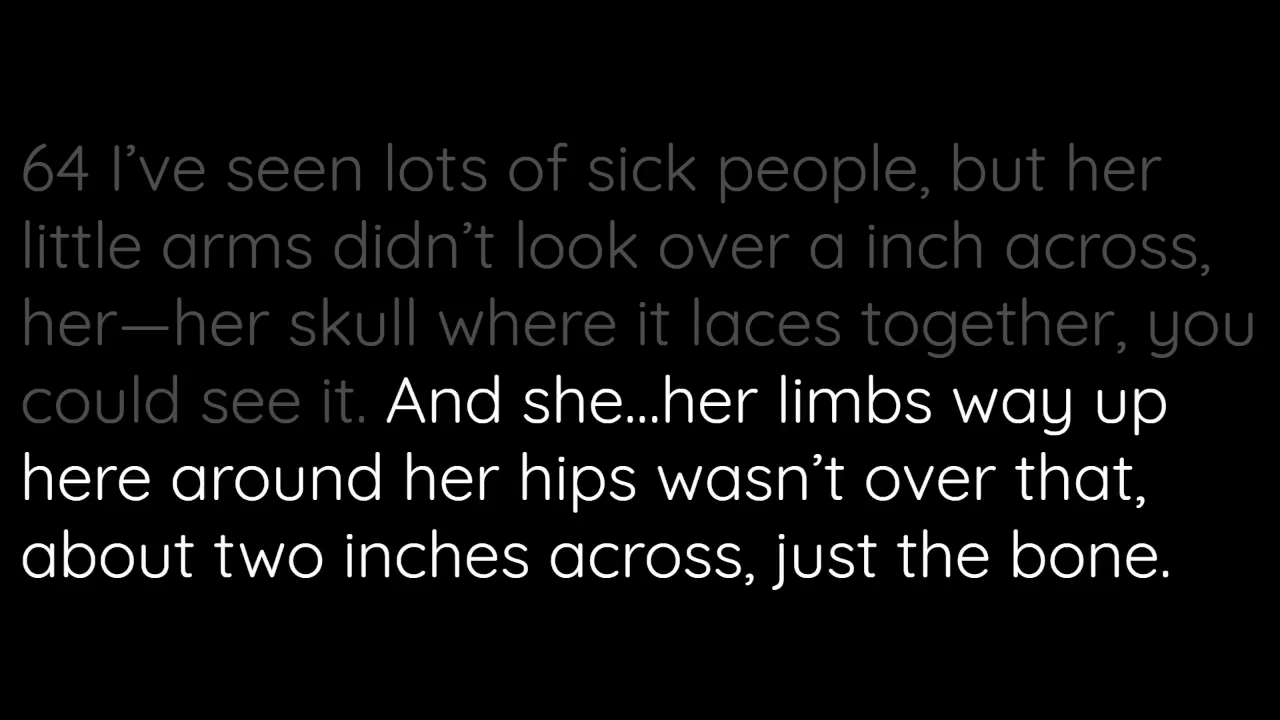 64 I’ve seen lots of sick people, but her
little arms didn’t look over a inch across,
her—her skull where it laces together, you
could see it. And she...her limbs way up
here around her hips wasn’t over that,
about two inches across, just the bone.